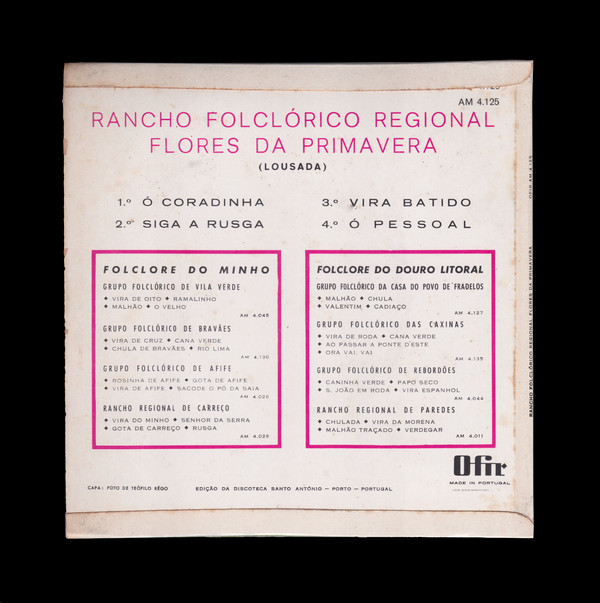 AM 4.125
RANCHO FOLCLÓRICO REGIONAL
FLORES DA PRIMAVERA
(LOUSADA)
1.º Ó CORADINHA
2.º SIGA A RUSGA
3.º VIRA BATIDO
4.º Ó PESSOAL
FOLCLORE DO MINHO
GRUPO FOLCLÓRICO DE VILA VERDE
◆ VIRA DE OITO ◆ RAMALINHO
◆ MALHÃO ◆ O VELHO
AM 4.045
GRUPO FOLCLÓRICO DE BRAVÃES
◆ VIRA DE CRUZ ◆ CANA VERDE
◆ CHULA DE BRAVÃES ◆ RIO LIMA
AM 4.130
GRUPO FOLCLÓRICO DE AFIFE
◆ ROSINHA DE AFIFE ◆ GOTA DE AFIFE
◆ VIRA DE AFIFE ◆ SACODE O PÓ DA SAIA
AM 4.026
RANCHO REGIONAL DE CARREÇO
◆ VIRA DO MINHO ◆ SENHOR DA SERRA
◆ GOTA DE CARREÇO ◆ RUSGA
AM 4.029
FOLCLORE DO DOURO LITORAL
GRUPO FOLCLÓRICO DA CASA DO POVO DE FRADELOS
◆ MALHÃO ◆ CHULA
◆ VALENTIM ◆ CADIAÇO
AM 4.127
GRUPO FOLCLÓRICO DAS CAXINAS
◆ VIRA DE RODA ◆ CANA VERDE
◆ AO PASSAR A PONTE D'ESTE
◆ ORA VAI, VAI
AM 4.135
GRUPO FOLCLÓRICO DE REBORDÕES
◆ CANINHA VERDE ◆ PAPO SECO
◆ S. JOÃO EM RODA ◆ VIRA ESPANHOL
AM 4.044
RANCHO REGIONAL DE PAREDES
◆ CHULADA ◆ VIRA DA MORENA
◆ MALHÃO TRAÇADO ◆ VERDEGAR
AM 4.011
Ofir
MADE IN PORTUGAL
CAPA: FOTO DE TEÓFILO RÊGO
EDIÇÃO DA DISCOTECA SANTO ANTÓNIO — PORTO — PORTUGAL
RANCHO FOLCLÓRICO REGIONAL FLORES DA PRIMAVERA
OFIR AM 4.125